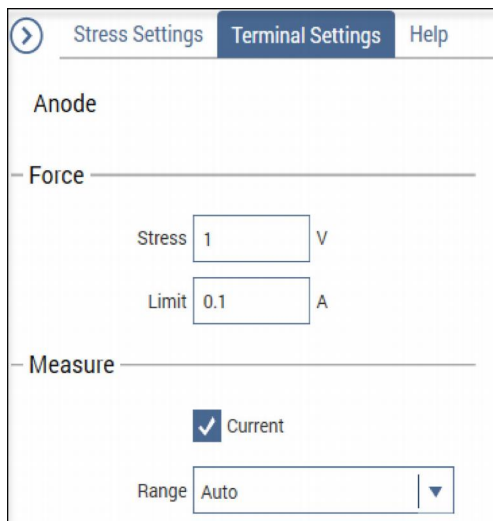 Stress Settings Terminal Settings Help
Anode
Force
Stress 1 V
Limit 0.1 A
Measure
Current
Range Auto